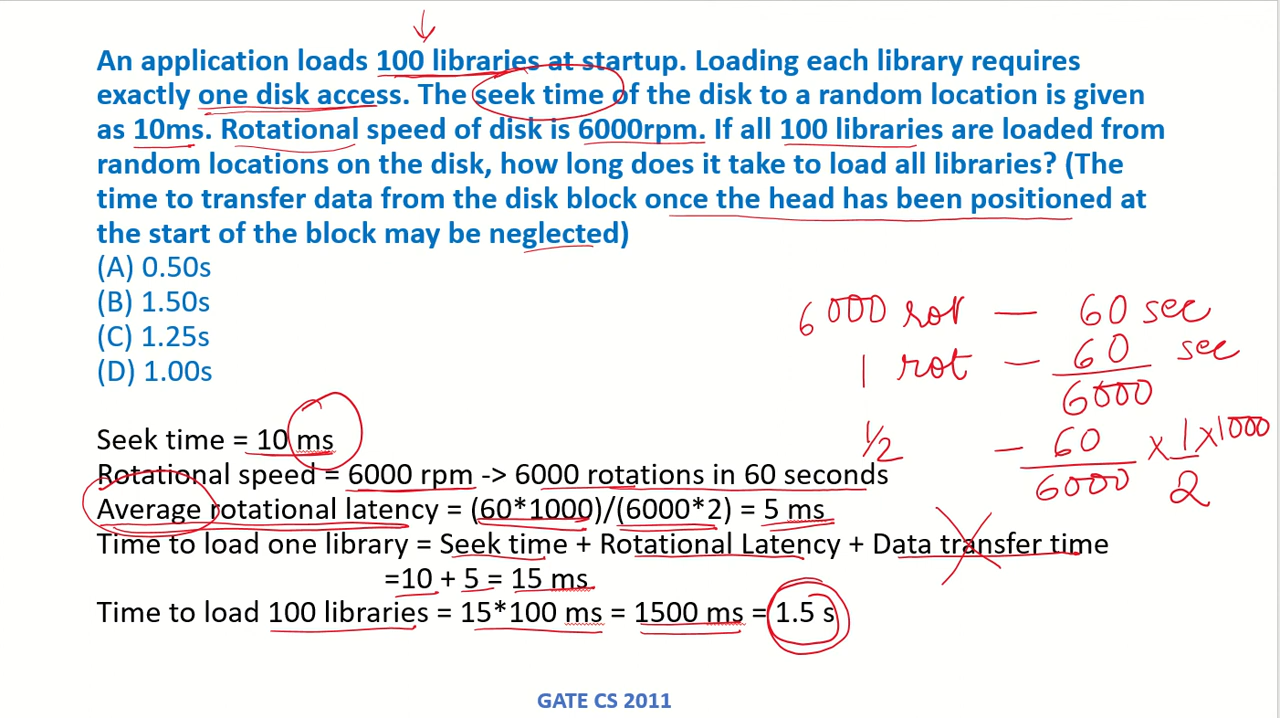 An application loads 100 libraries at startup. Loading each library requires
exactly one disk access. The seek time of the disk to a random location is given
as 10ms. Rotational speed of disk is 6000rpm. If all 100 libraries are loaded from
random locations on the disk, how long does it take to load all libraries? (The
time to transfer data from the disk block once the head has been positioned at
the start of the block may be neglected)
(A) 0.50s
(B) 1.50s
(C) 1.25s
(D) 1.00s
6000 rot — 60 sec
1 rot — 60/6000 sec
1/2 — 60/6000 × 1/2 × 1000
Seek time = 10 ms
Rotational speed = 6000 rpm -> 6000 rotations in 60 seconds
Average rotational latency = (60*1000)/(6000*2) = 5 ms
Time to load one library = Seek time + Rotational Latency + Data transfer time
=10 + 5 = 15 ms
Time to load 100 libraries = 15*100 ms = 1500 ms = 1.5 s
GATE CS 2011